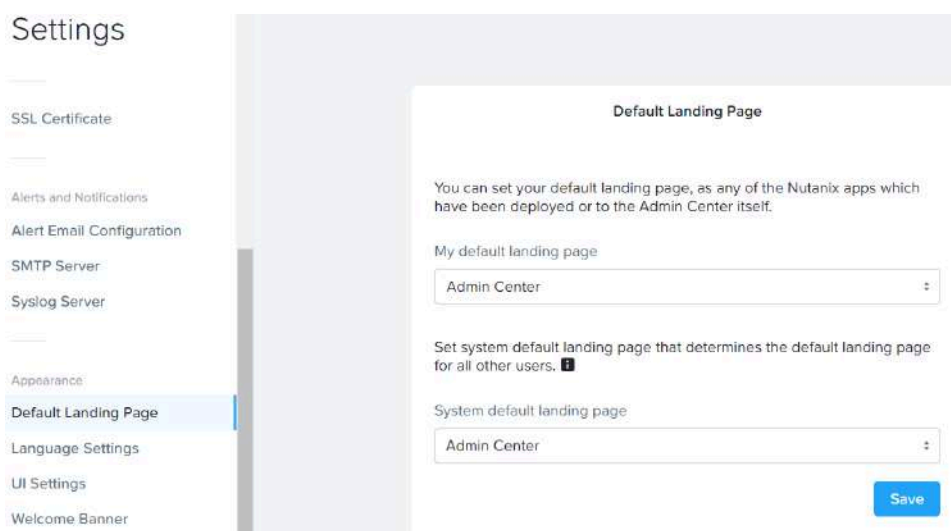 Settings
SSL Certificate
Alerts and Notifications
Alert Email Configuration
SMTP Server
Syslog Server
Appearance
Default Landing Page
Language Settings
UI Settings
Welcome Banner
Default Landing Page
You can set your default landing page, as any of the Nutanix apps which
have been deployed or to the Admin Center itself.
My default landing page
Admin Center
Set system default landing page that determines the default landing page
for all other users.
System default landing page
Admin Center
Save